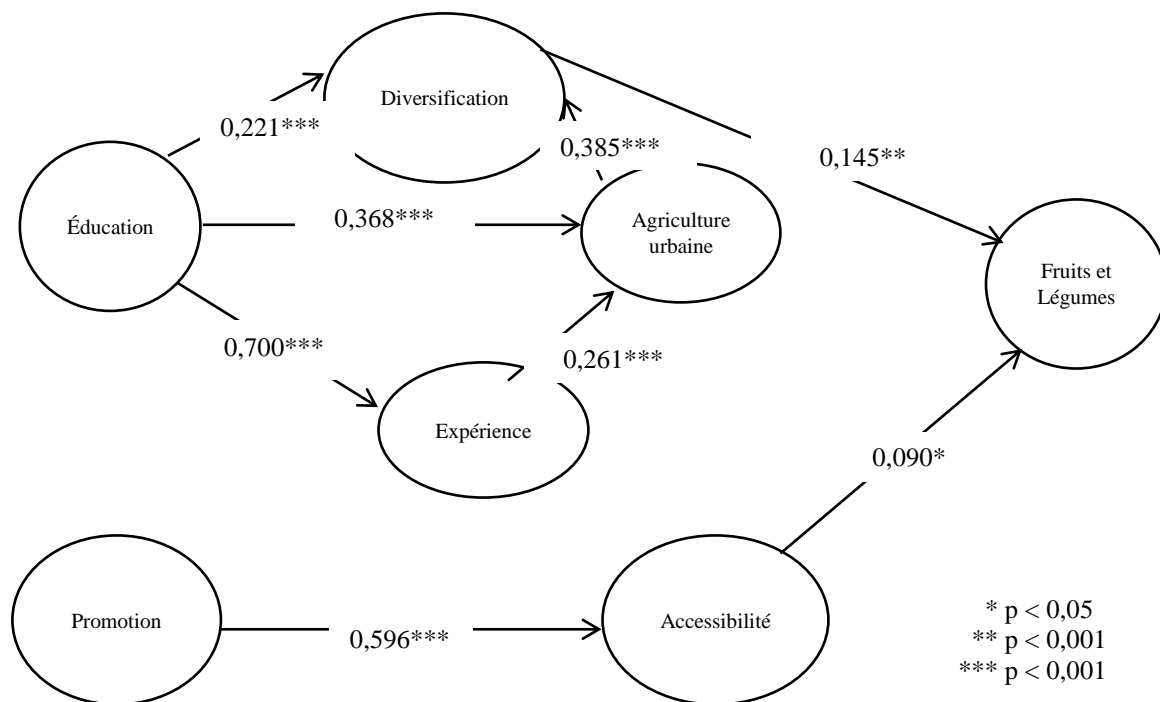 Diversification
0,221***
0,385***
0,145**
Éducation
0,368***
Agriculture
urbaine
Fruits et
Légumes
0,700***
0,261***
Expérience
0,090*
Promotion
0,596***
Accessibilité
* p < 0,05
** p < 0,001
*** p < 0,001